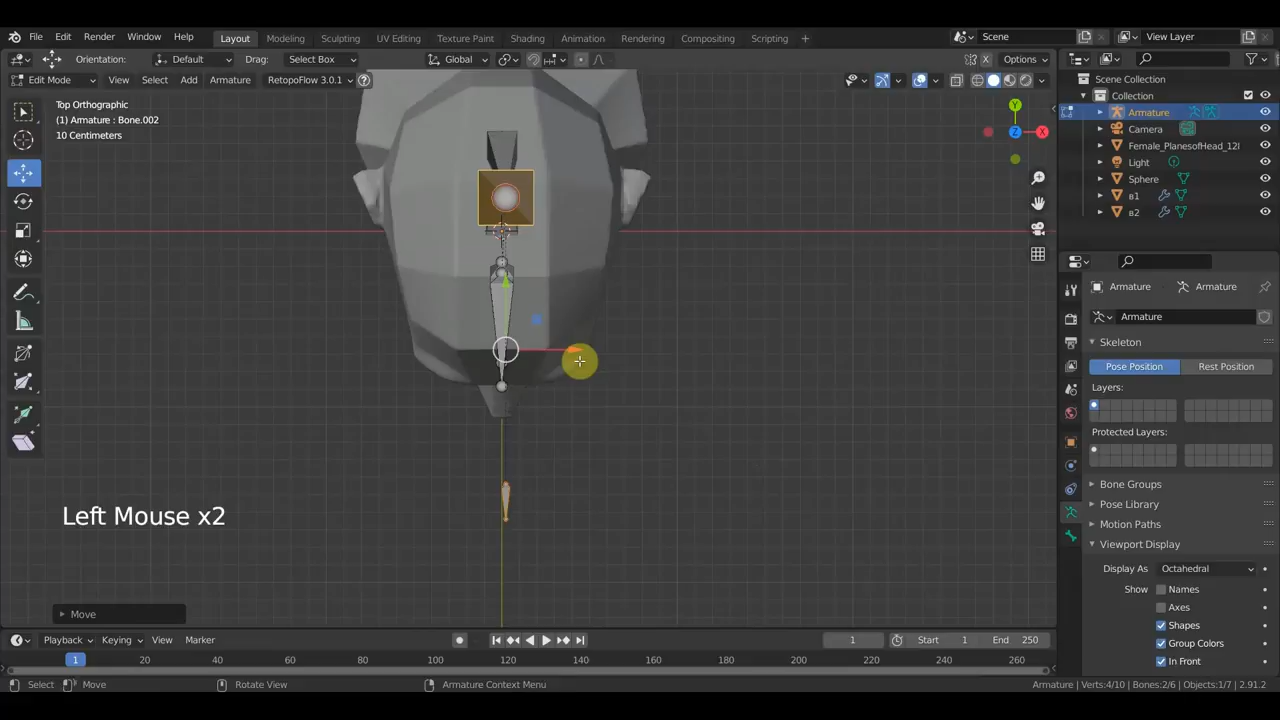 File Edit Render Window Help Layout Modeling Sculpting UV Editing Texture Paint Shading Animation Rendering Compositing Scripting + Scene View Layer
Orientation: Default Drag: Select Box Global Options
Edit Mode View Select Add Armature RetopoFlow 3.0.1
Top Orthographic
(1) Armature : Bone.002
10 Centimeters
Y
Z
X
Left Mouse x2
Move
Scene Collection
Collection
Armature
Camera
Female_PlanesofHead_12
Light
Sphere
в1
в2
Armature Armature
Armature
Skeleton
Pose Position Rest Position
Layers:
Protected Layers:
Bone Groups
Pose Library
Motion Paths
Viewport Display
Display As Octahedral
Show Names
Axes
Shapes
Group Colors
In Front
Playback Keying View Marker 1 Start 1 End 250
1 20 40 60 80 100 120 140 160 180 200 220 240 260
Select Move Rotate View Armature Context Menu Armature | Verts:4/10 | Bones:2/6 | Objects:1/7 | 2.91.2